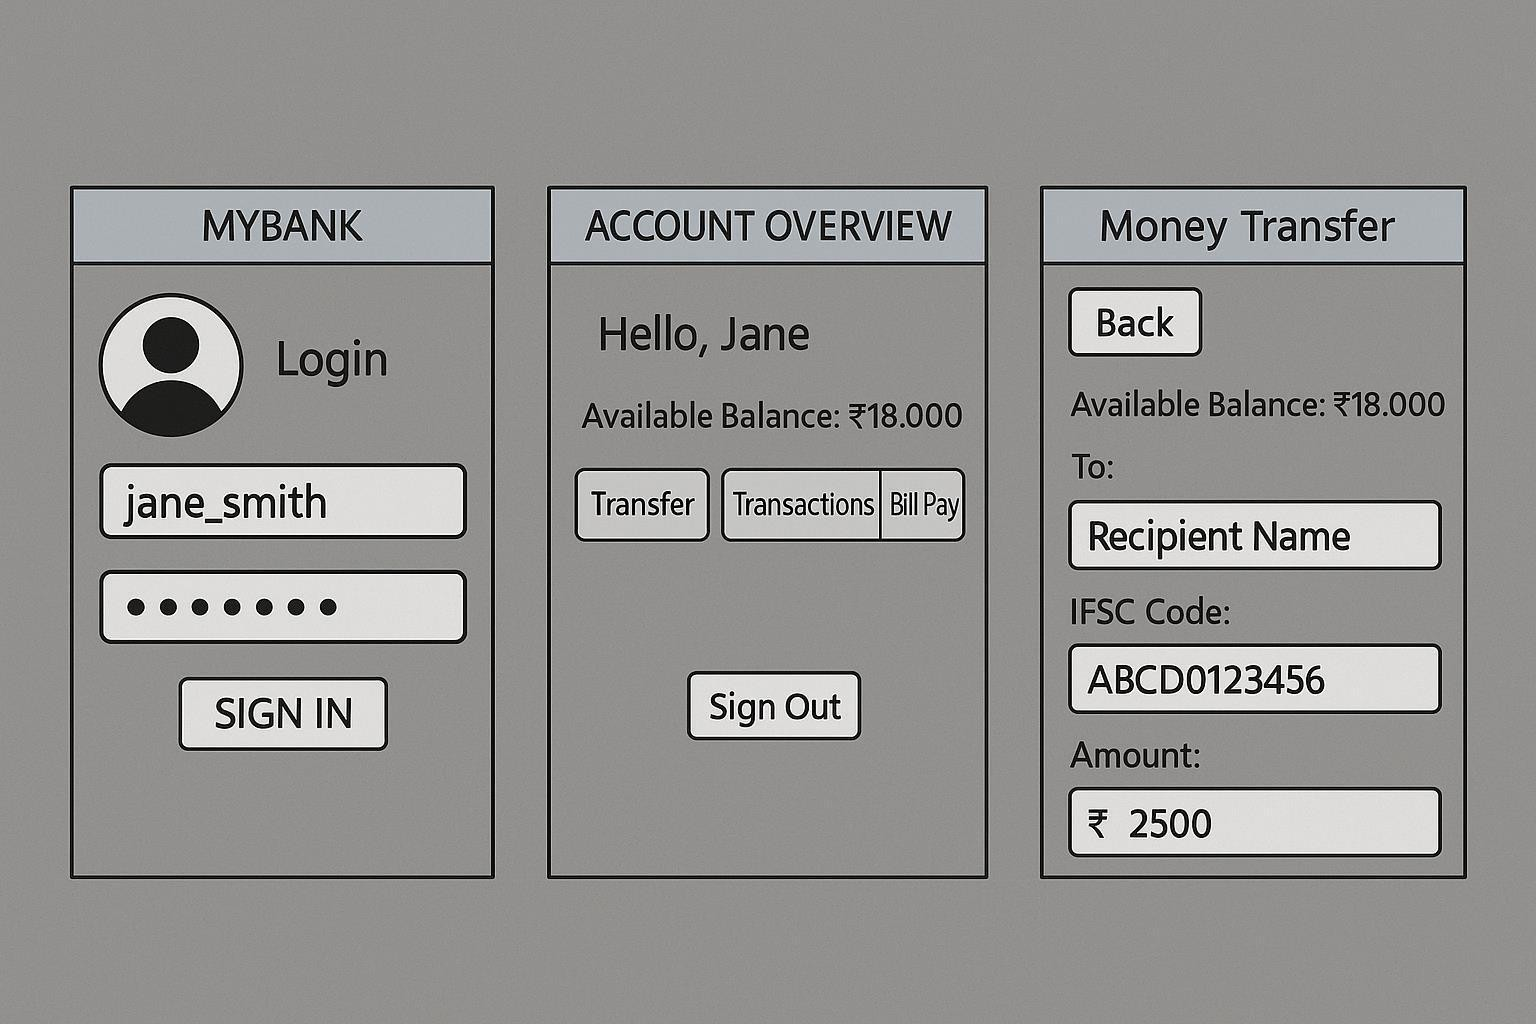 MYBANK
Login
jane_smith
SIGN IN
ACCOUNT OVERVIEW
Hello, Jane
Available Balance: ₹18.000
Transfer
Transactions
Bill Pay
Sign Out
Money Transfer
Back
Available Balance: ₹18.000
To:
Recipient Name
IFSC Code:
ABCD0123456
Amount:
₹ 2500